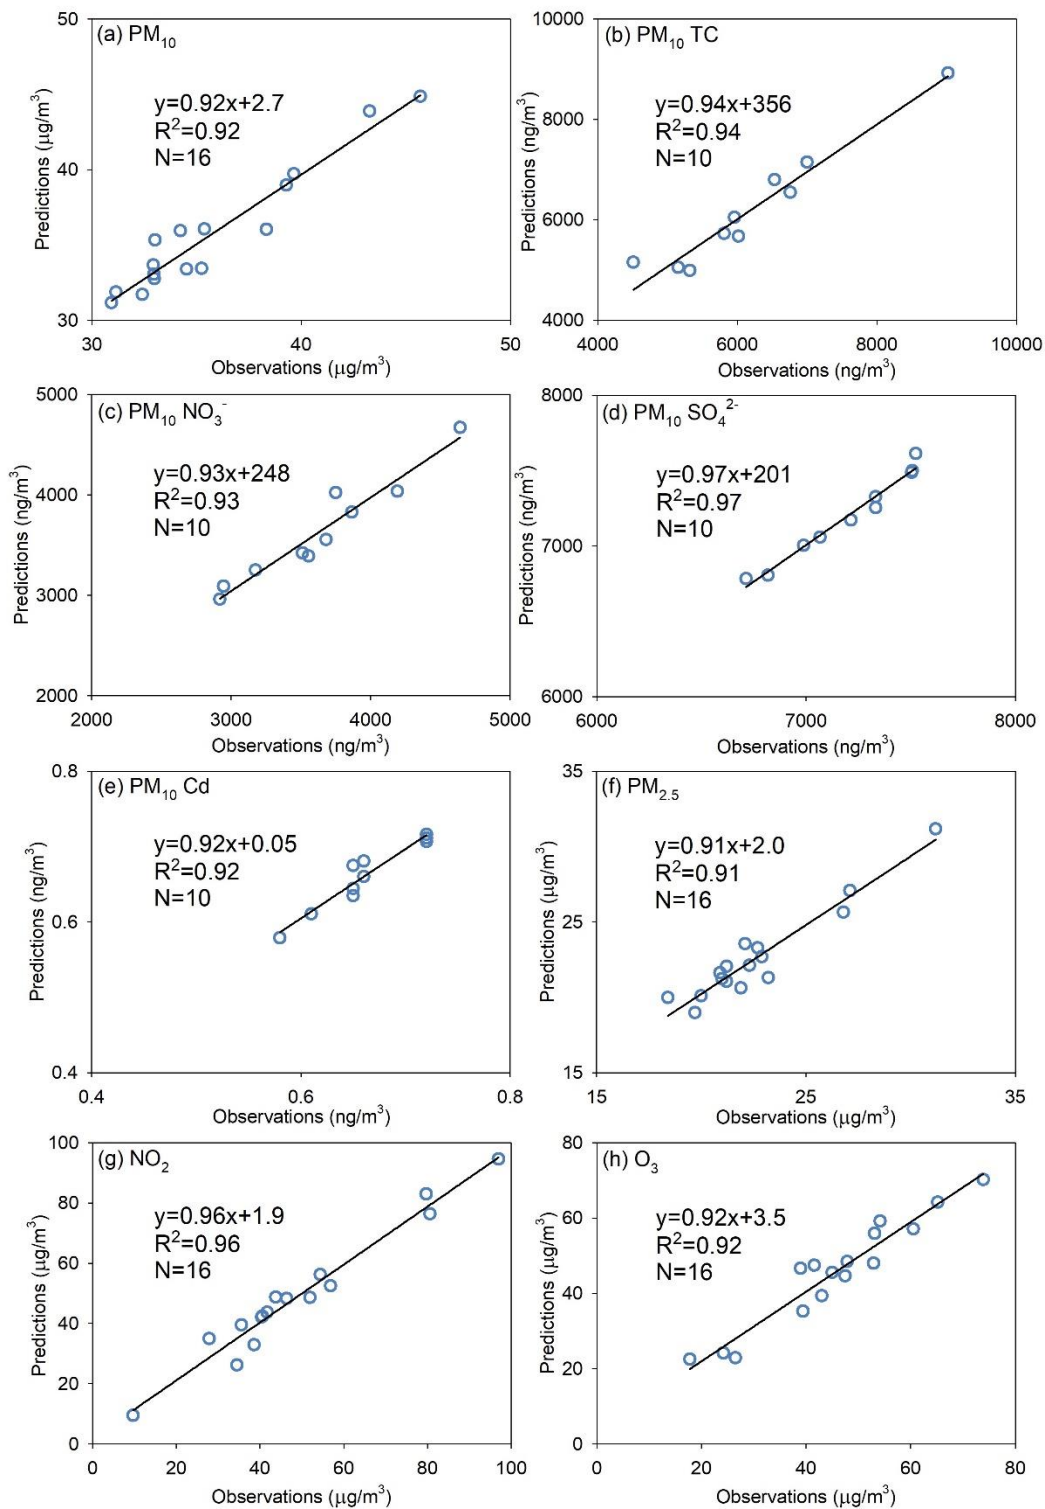 (a) PM₁₀
y=0.92x+2.7
R²=0.92
N=16
Predictions (μg/m³)
50
40
30
30 40 50
Observations (μg/m³)
(b) PM₁₀ TC
y=0.94x+356
R²=0.94
N=10
Predictions (ng/m³)
10000
8000
6000
4000
4000 6000 8000 10000
Observations (ng/m³)
(c) PM₁₀ NO₃⁻
y=0.93x+248
R²=0.93
N=10
Predictions (ng/m³)
5000
4000
3000
2000
2000 3000 4000 5000
Observations (ng/m³)
(d) PM₁₀ SO₄²⁻
y=0.97x+201
R²=0.97
N=10
Predictions (ng/m³)
8000
7000
6000
6000 7000 8000
Observations (ng/m³)
(e) PM₁₀ Cd
y=0.92x+0.05
R²=0.92
N=10
Predictions (ng/m³)
0.8
0.6
0.4
0.4 0.6 0.8
Observations (ng/m³)
(f) PM₂.₅
y=0.91x+2.0
R²=0.91
N=16
Predictions (μg/m³)
35
25
15
15 25 35
Observations (μg/m³)
(g) NO₂
y=0.96x+1.9
R²=0.96
N=16
Predictions (μg/m³)
100
80
60
40
20
0
0 20 40 60 80 100
Observations (μg/m³)
(h) O₃
y=0.92x+3.5
R²=0.92
N=16
Predictions (μg/m³)
80
60
40
20
0
0 20 40 60 80
Observations (μg/m³)